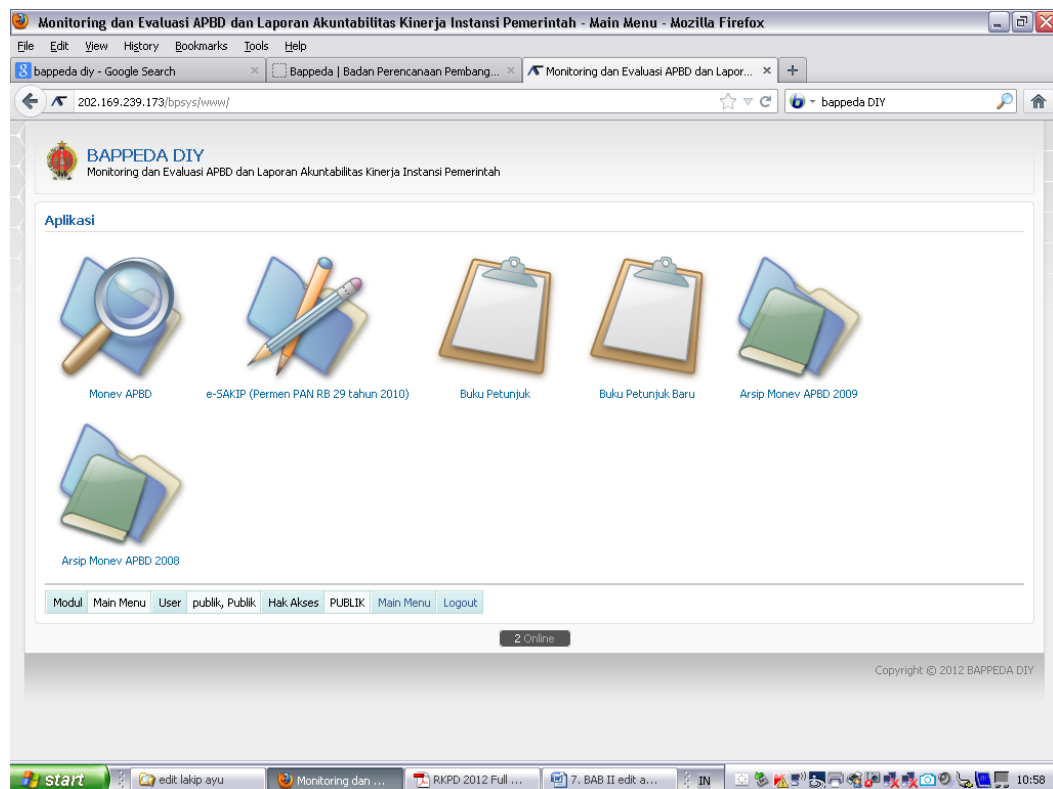 Monitoring dan Evaluasi APBD dan Laporan Akuntabilitas Kinerja Instansi Pemerintah - Main Menu - Mozilla Firefox
File Edit View History Bookmarks Tools Help
bappeda diy - Google Search
Bappeda | Badan Perencanaan Pembang...
Monitoring dan Evaluasi APBD dan Lapor...
202.169.239.173/bpsys/www/
bappeda DIY
BAPPEDA DIY
Monitoring dan Evaluasi APBD dan Laporan Akuntabilitas Kinerja Instansi Pemerintah
Aplikasi
Monev APBD
e-SAKIP (Permen PAN RB 29 tahun 2010)
Buku Petunjuk
Buku Petunjuk Baru
Arsip Monev APBD 2009
Arsip Monev APBD 2008
Modul Main Menu User publik, Publik Hak Akses PUBLIK Main Menu Logout
2 Online
Copyright © 2012 BAPPEDA DIY
start
edit lakip ayu
Monitoring dan ...
RKPD 2012 Full ...
7. BAB II edit a...
IN
10:58